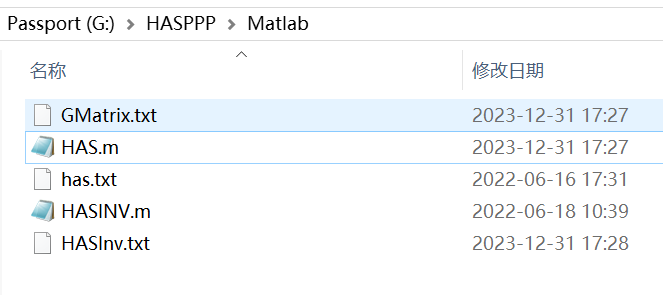 Passport (G:) > HASPPP > Matlab
名称 修改日期
GMatrix.txt 2023-12-31 17:27
HAS.m 2023-12-31 17:27
has.txt 2022-06-16 17:31
HASINV.m 2022-06-18 10:39
HASInv.txt 2023-12-31 17:28